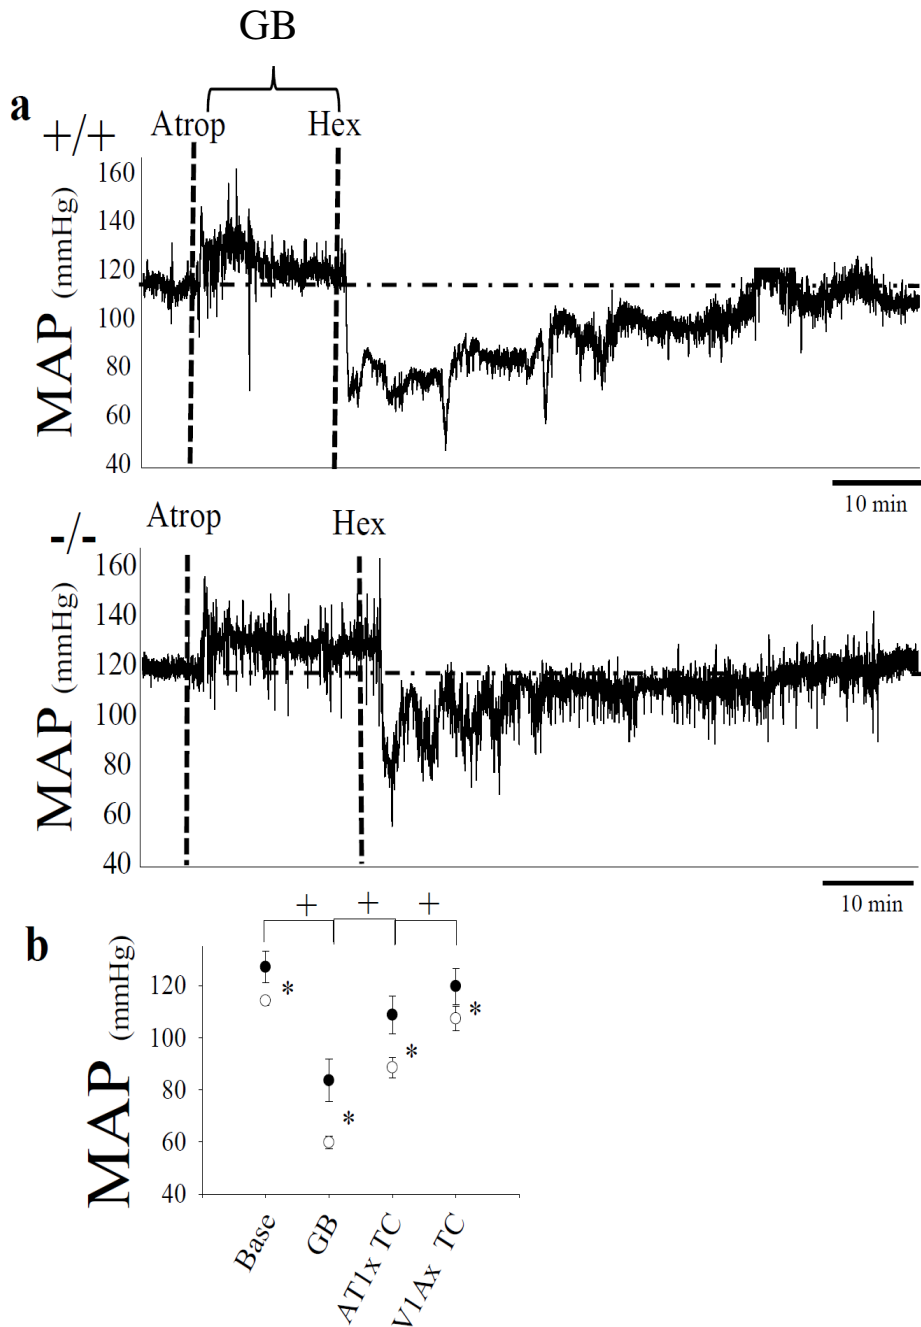 GB
a
+/+
Atrop
Hex
MAP (mmHg)
160
140
120
100
80
60
40
10 min
-/-
Atrop
Hex
MAP (mmHg)
160
140
120
100
80
60
40
10 min
b
+ + +
MAP (mmHg)
120
100
80
60
40
*
*
*
*
Base
GB
AT1x TC
V1Ax TC